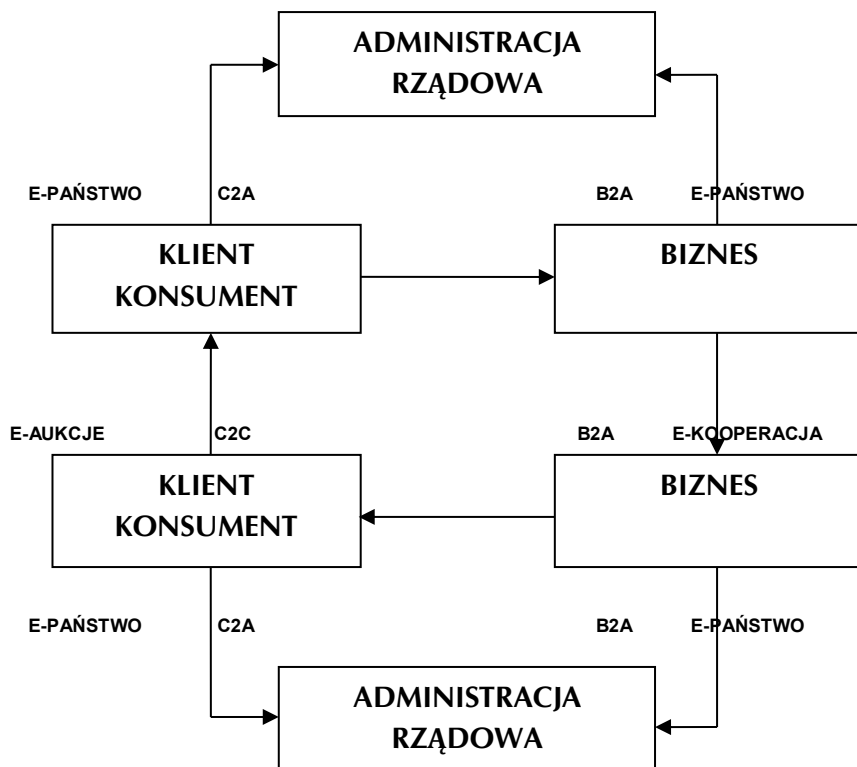 ADMINISTRACJA
RZĄDOWA
E-PAŃSTWO C2A B2A E-PAŃSTWO
KLIENT
KONSUMENT
BIZNES
E-AUKCJE C2C B2A E-KOOPERACJA
KLIENT
KONSUMENT
BIZNES
E-PAŃSTWO C2A B2A E-PAŃSTWO
ADMINISTRACJA
RZĄDOWA